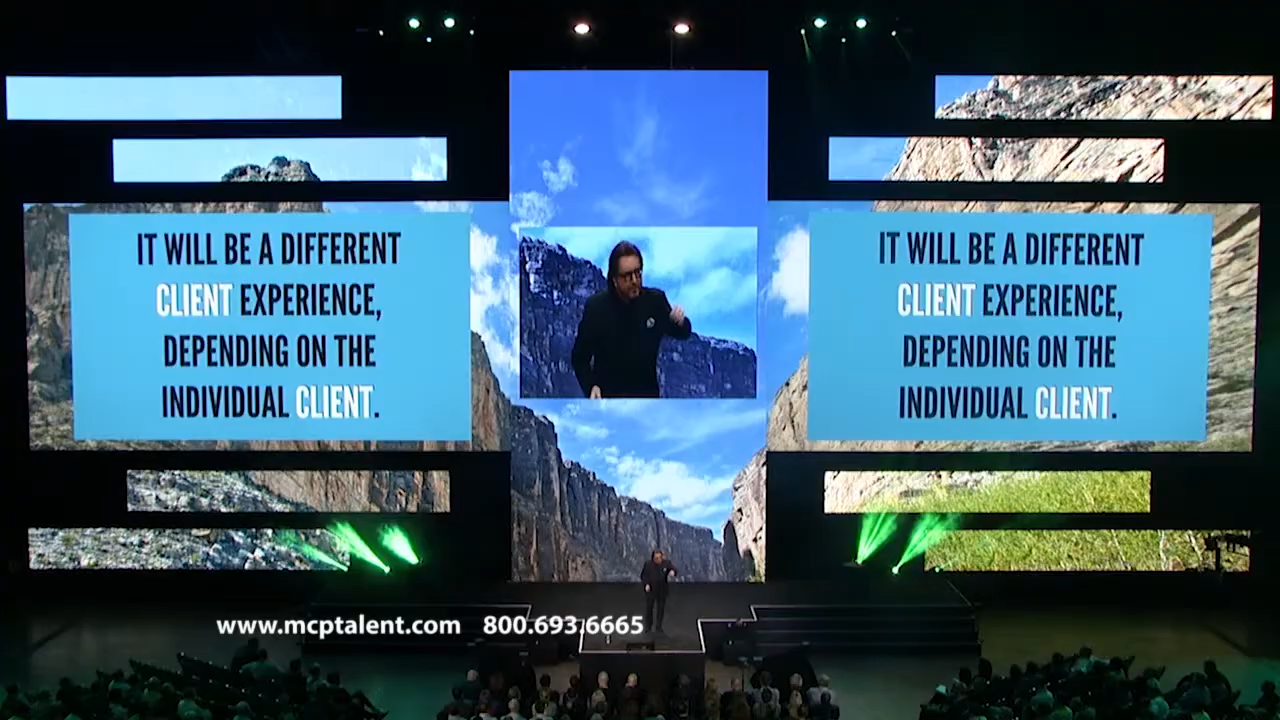 IT WILL BE A DIFFERENT
CLIENT EXPERIENCE,
DEPENDING ON THE
INDIVIDUAL CLIENT.
IT WILL BE A DIFFERENT
CLIENT EXPERIENCE,
DEPENDING ON THE
INDIVIDUAL CLIENT.
www.mcptalent.com 800.693.6665